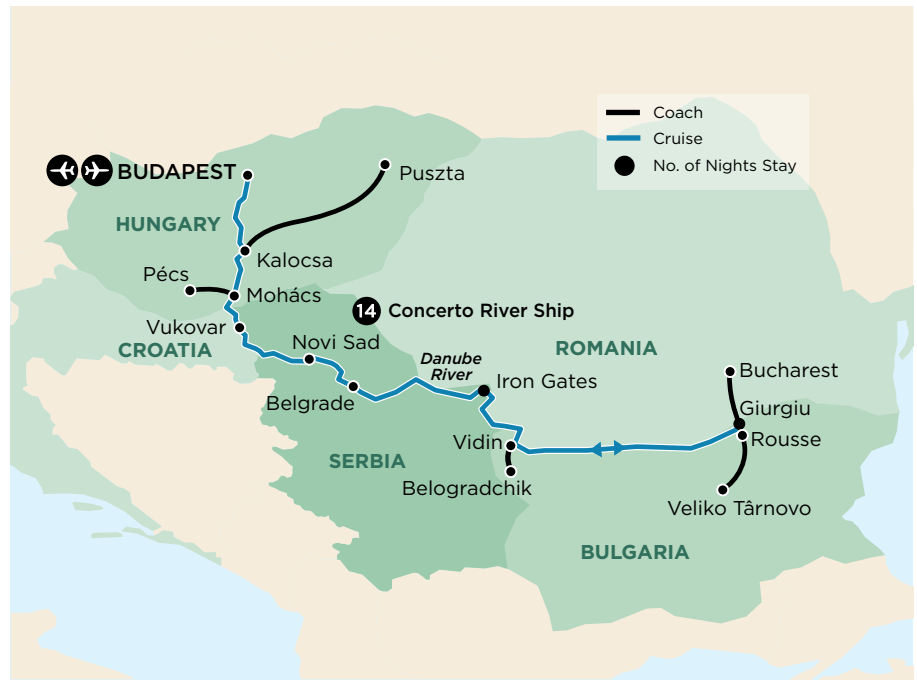 Coach
Cruise
No. of Nights Stay
BUDAPEST
Puszta
HUNGARY
Kalocsa
Pécs
Mohács
14 Concerto River Ship
Vukovar
CROATIA
Novi Sad
ROMANIA
Danube
River
Iron Gates
Bucharest
Belgrade
Giurgiu
Rousse
Vidin
SERBIA
Belogradchik
Veliko Târnovo
BULGARIA